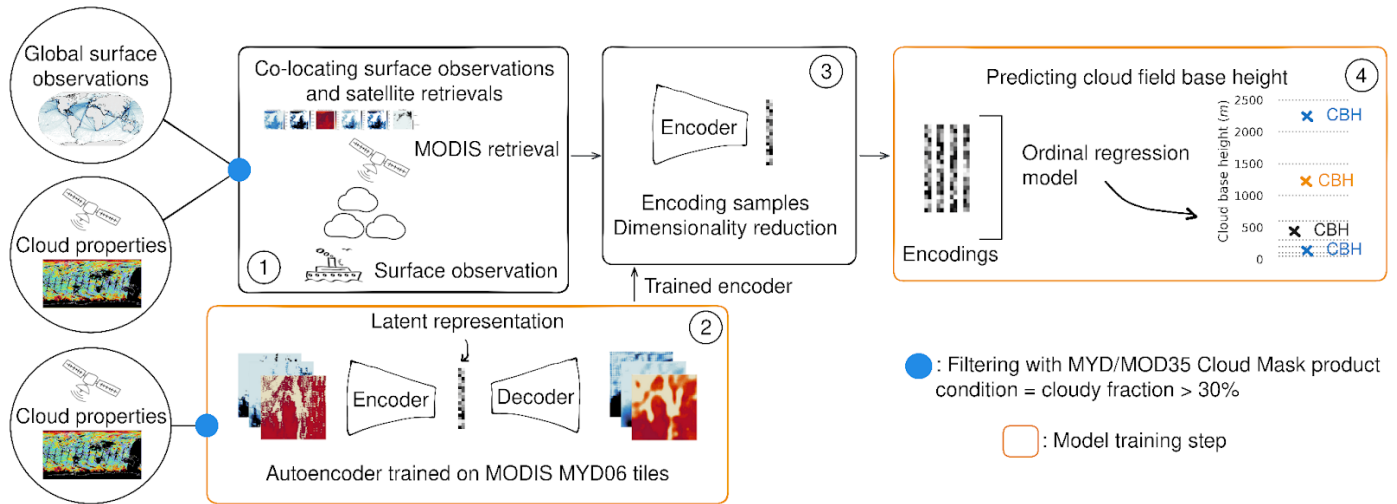 Global surface
observations
Cloud properties
Cloud properties
Co-locating surface observations
and satellite retrievals
MODIS retrieval
Surface observation
1
2
Latent representation
Encoder
Decoder
Autoencoder trained on MODIS MYD06 tiles
Trained encoder
3
Encoder
Encoding samples
Dimensionality reduction
4
Predicting cloud field base height
Encodings
Ordinal regression
model
Cloud base height (m)
2500
2000
1500
1000
500
0
CBH
CBH
CBH
CBH
: Filtering with MYD/MOD35 Cloud Mask product
condition = cloudy fraction > 30%
: Model training step